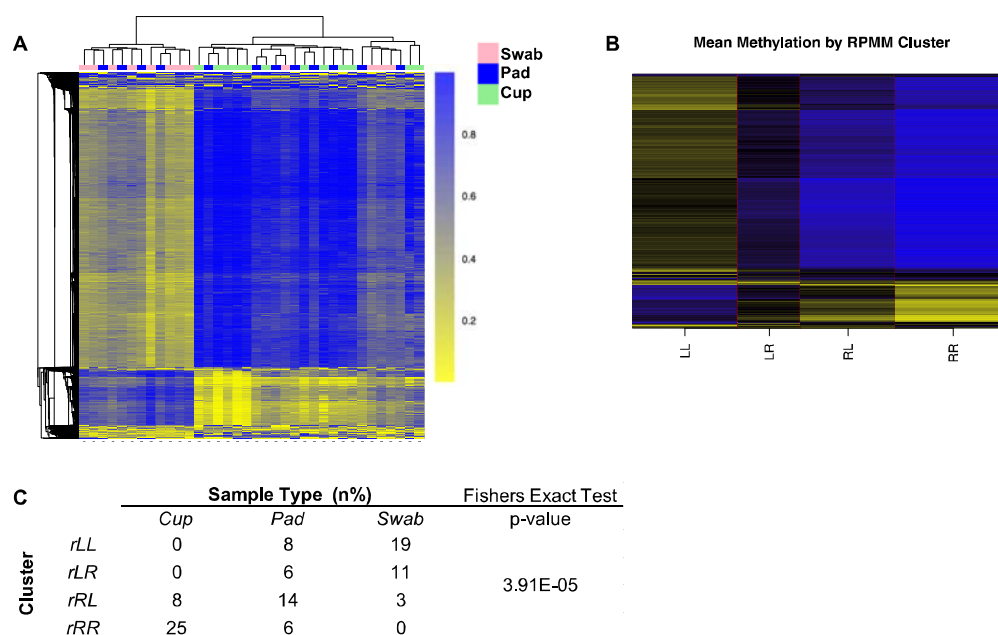 A
Swab
Pad
Cup
0.8
0.6
0.4
0.2
B
Mean Methylation by RPMM Cluster
LL
LR
RL
RR
C
Sample Type (n%)
Fishers Exact Test
Cup
Pad
Swab
p-value
Cluster
rLL
0
8
19
rLR
0
6
11
3.91E-05
rRL
8
14
3
rRR
25
6
0